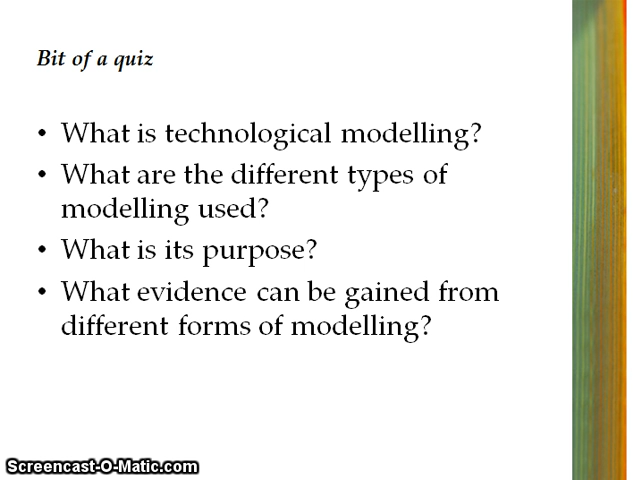 Bit of a quiz
• What is technological modelling?
• What are the different types of
modelling used?
• What is its purpose?
• What evidence can be gained from
different forms of modelling?
Screencast-O-Matic.com